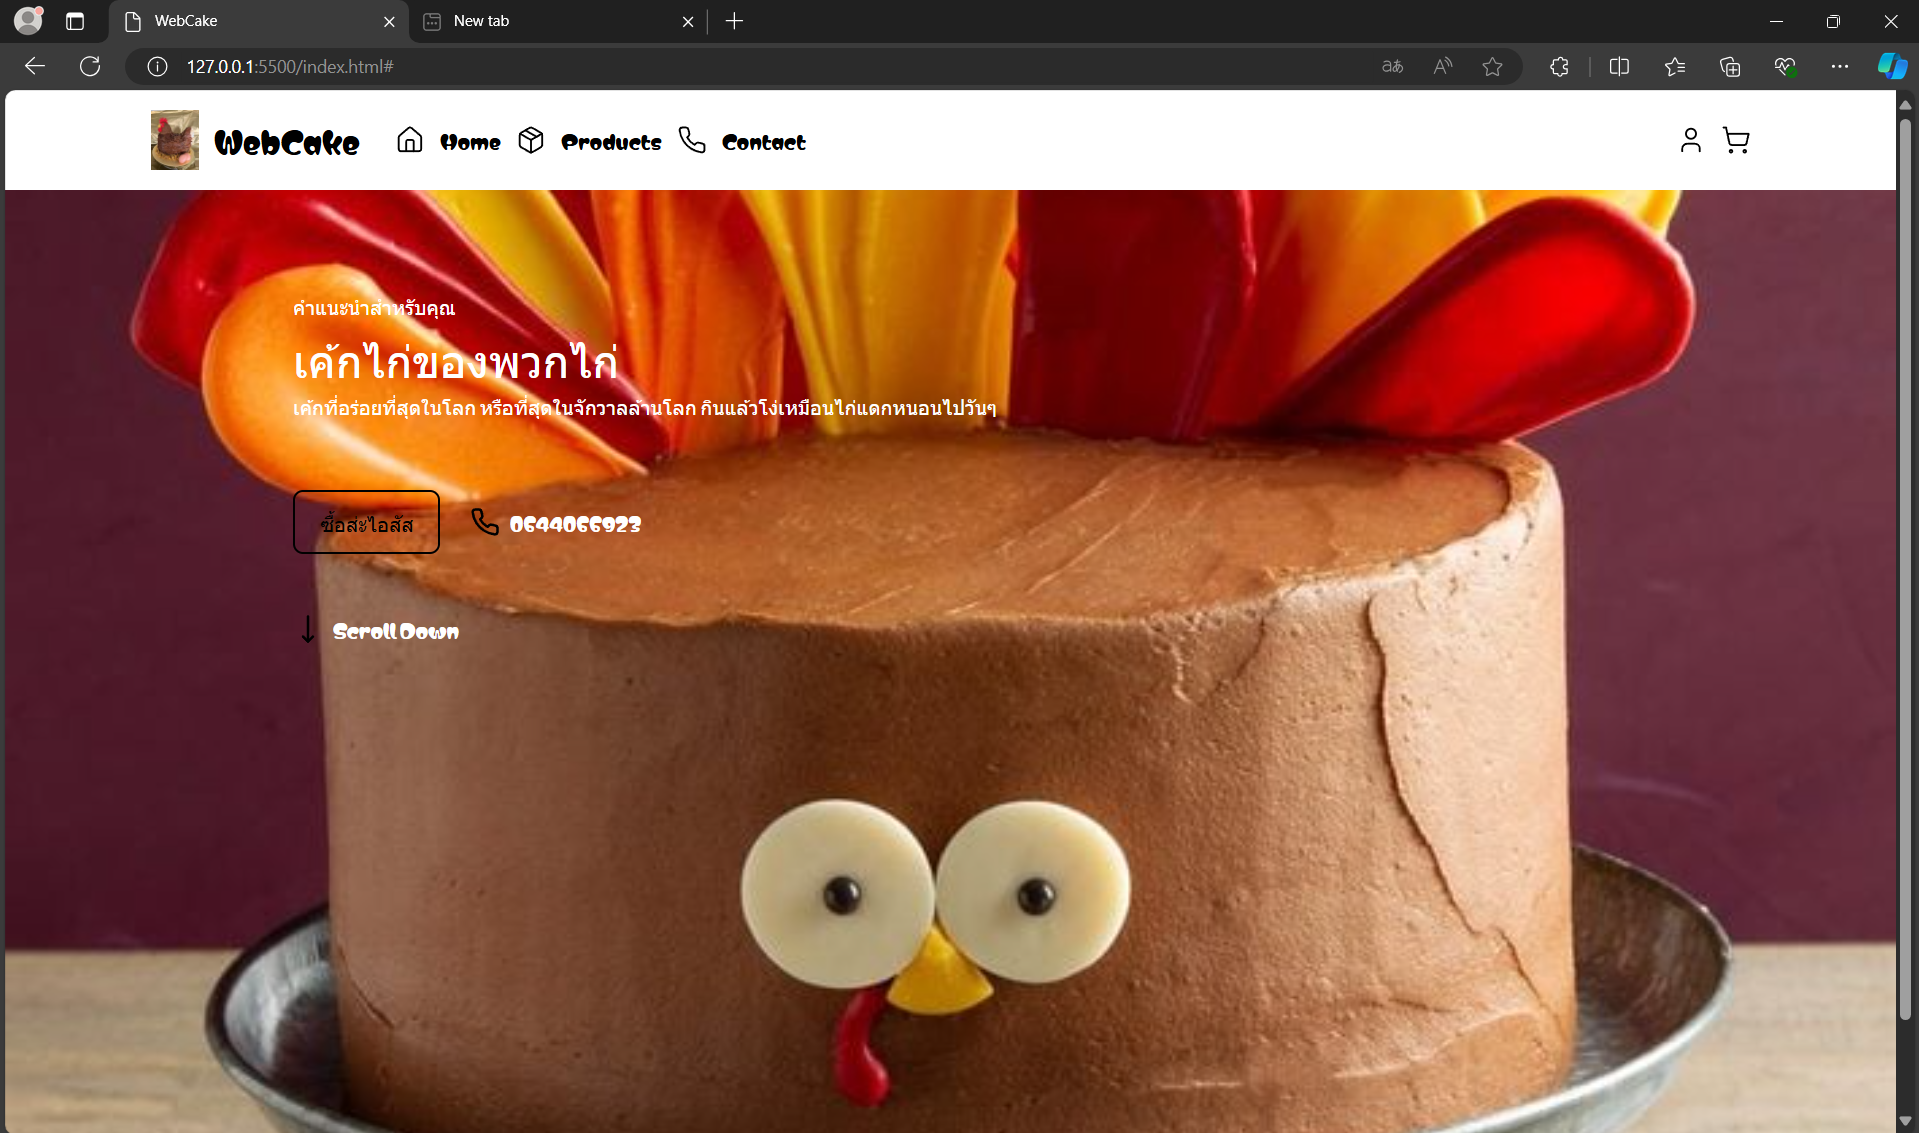 WebCake
New tab
127.0.0.1:5500/index.html#
WebCake Home Products Contact
คำแนะนำสำหรับคุณ
เค้กไก่ของพวกไก่
เค้กที่อร่อยที่สุดในโลก หรือที่สุดในจักวาลล้านโลก กินแล้วโง่เหมือนไก่แดกหนอนไปวันๆ
ซื้อส่ะไอสัส
0644066923
Scroll Down